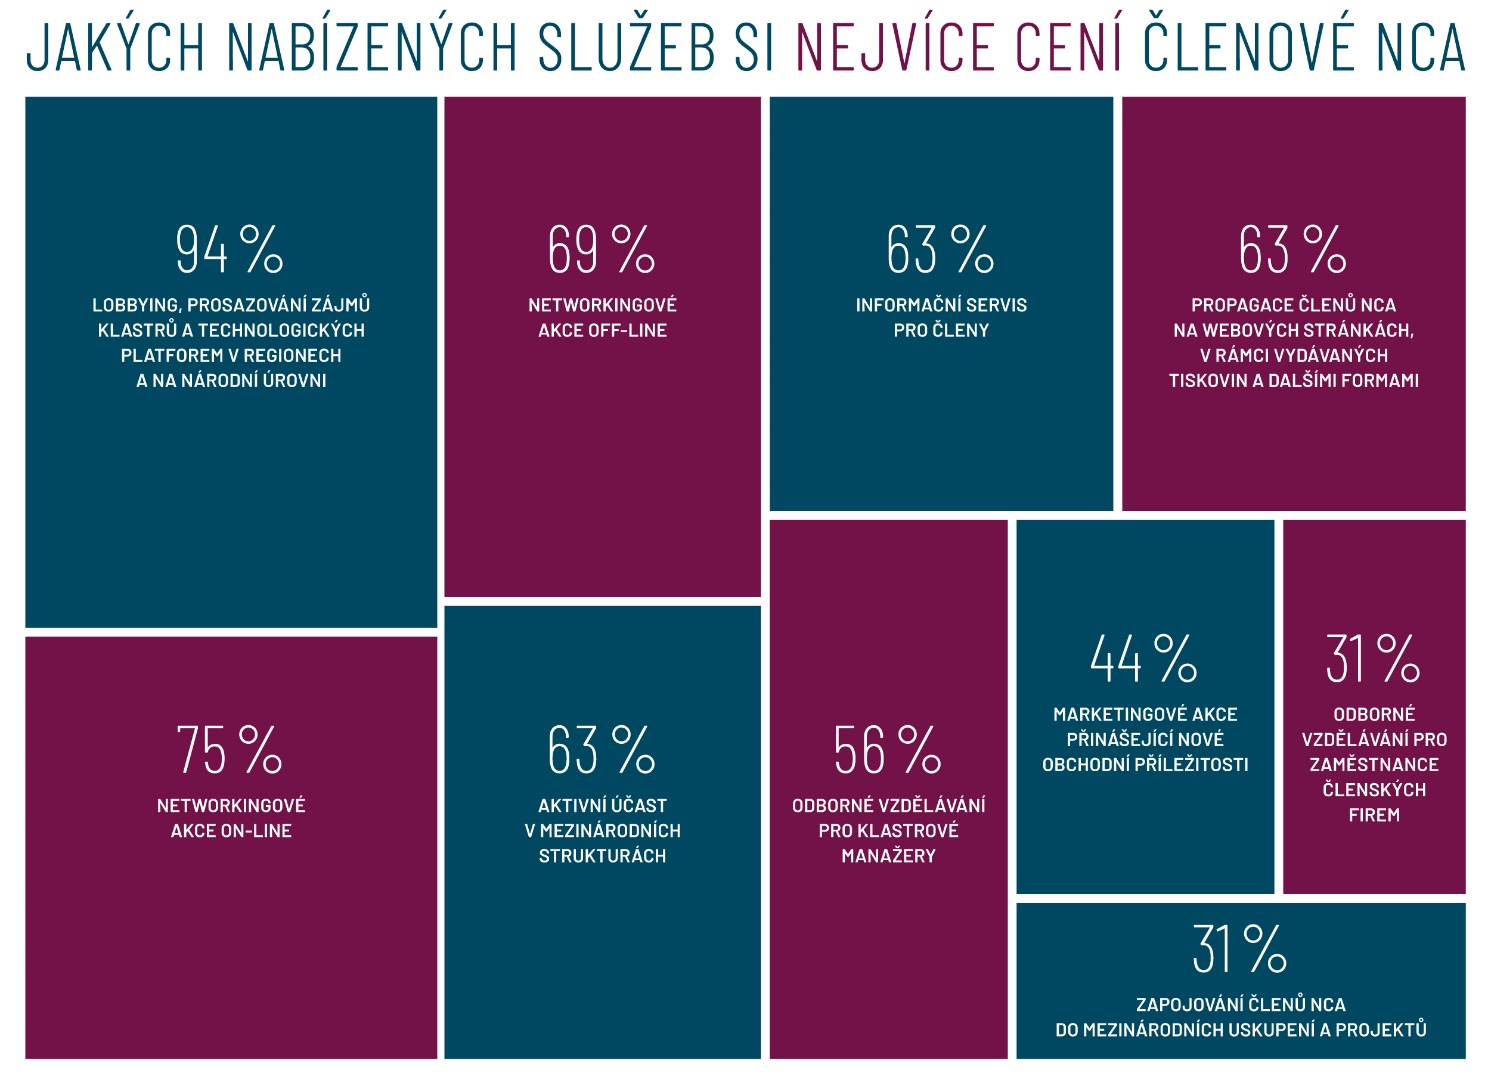 JAKÝCH NABÍZENÝCH SLUŽEB SI NEJVÍCE CENÍ ČLENOVÉ NCA
94 %
LOBBYING, PROSAZOVÁNÍ ZÁJMŮ
KLASTRŮ A TECHNOLOGICKÝCH
PLATFOREM V REGIONECH
A NA NÁRODNÍ ÚROVNI
69 %
NETWORKINGOVÉ
AKCE OFF-LINE
63 %
INFORMAČNÍ SERVIS
PRO ČLENY
63 %
PROPAGACE ČLENŮ NCA
NA WEBOVÝCH STRÁNKÁCH,
V RÁMCI VYDÁVANÝCH
TISKOVIN A DALŠÍMI FORMAMI
75 %
NETWORKINGOVÉ
AKCE ON-LINE
63 %
AKTIVNÍ ÚČAST
V MEZINÁRODNÍCH
STRUKTURÁCH
56 %
ODBORNÉ VZDĚLÁVÁNÍ
PRO KLASTROVÉ
MANAŽERY
44 %
MARKETINGOVÉ AKCE
PŘINÁŠEJÍCÍ NOVÉ
OBCHODNÍ PŘÍLEŽITOSTI
31 %
ODBORNÉ
VZDĚLÁVÁNÍ PRO
ZAMĚSTNANCE
ČLENSKÝCH
FIREM
31 %
ZAPOJOVÁNÍ ČLENŮ NCA
DO MEZINÁRODNÍCH USKUPENÍ A PROJEKTŮ